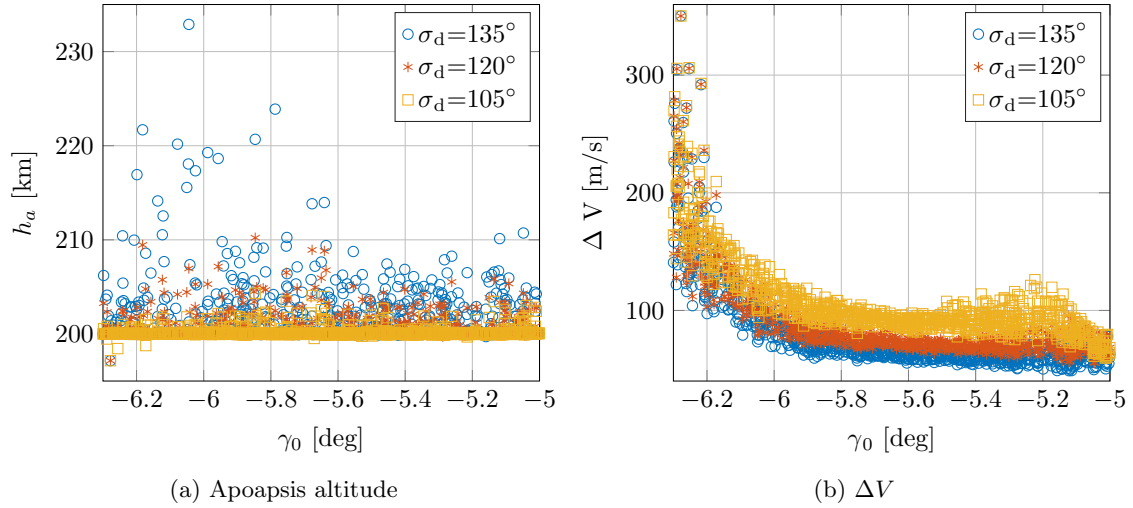 230
220
210
200
h_a [km]
−6.2 −6 −5.8 −5.6 −5.4 −5.2 −5
γ₀ [deg]
σ_d=135°
σ_d=120°
σ_d=105°
(a) Apoapsis altitude
300
200
100
Δ V [m/s]
−6.2 −6 −5.8 −5.6 −5.4 −5.2 −5
γ₀ [deg]
σ_d=135°
σ_d=120°
σ_d=105°
(b) ΔV